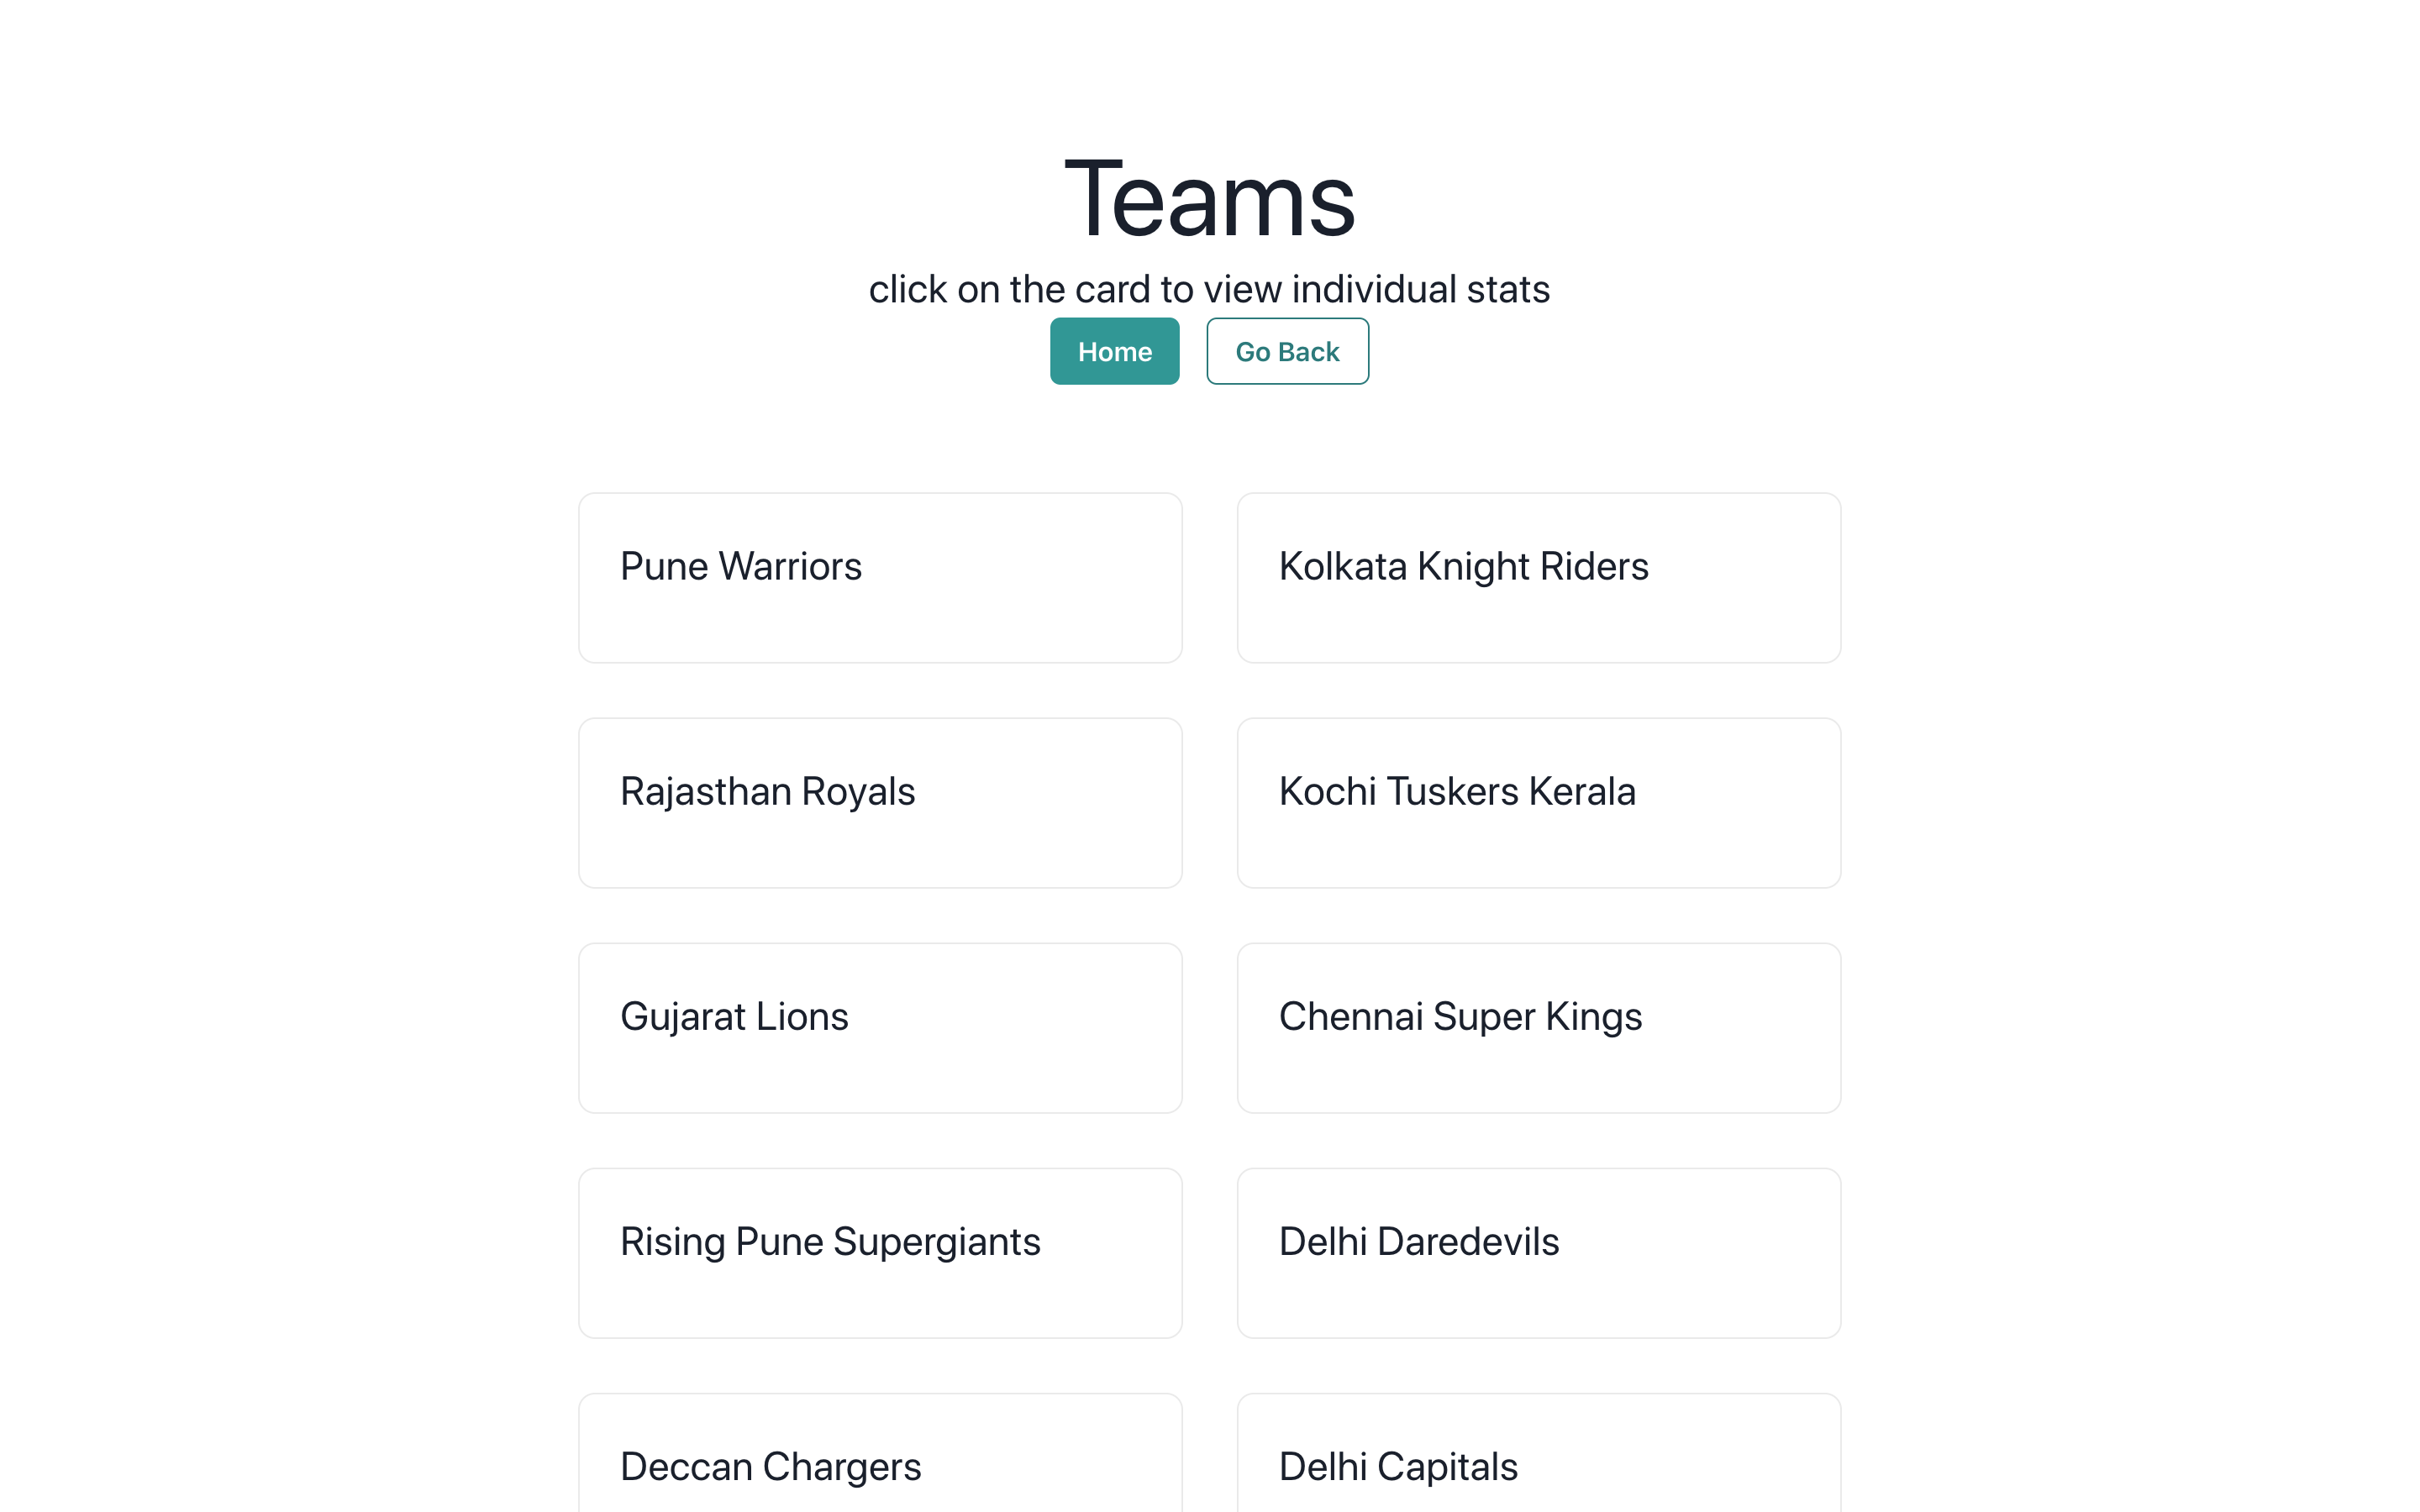 Teams
click on the card to view individual stats
Home
Go Back
Pune Warriors
Kolkata Knight Riders
Rajasthan Royals
Kochi Tuskers Kerala
Gujarat Lions
Chennai Super Kings
Rising Pune Supergiants
Delhi Daredevils
Deccan Chargers
Delhi Capitals